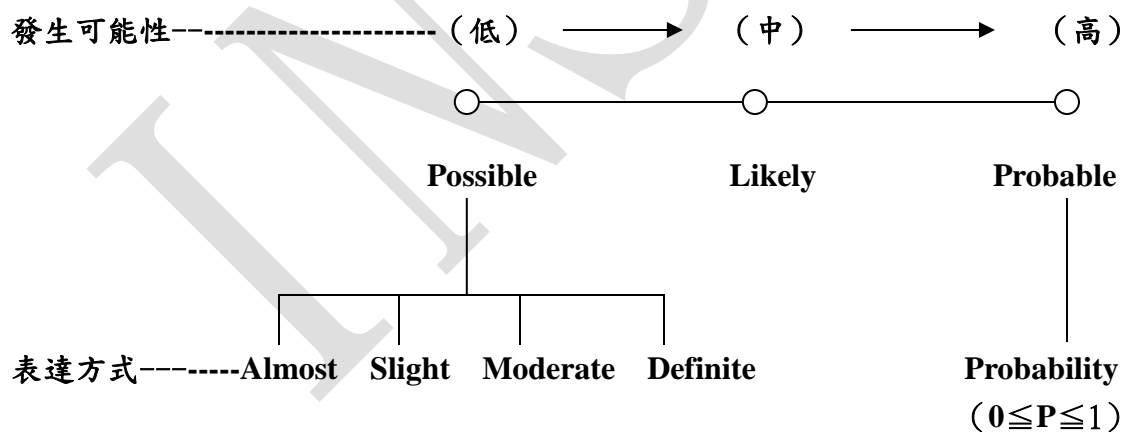 發生可能性------------------------ (低) (中) (高)
Possible Likely Probable
表達方式--------Almost Slight Moderate Definite Probability
(0≦P≦1)